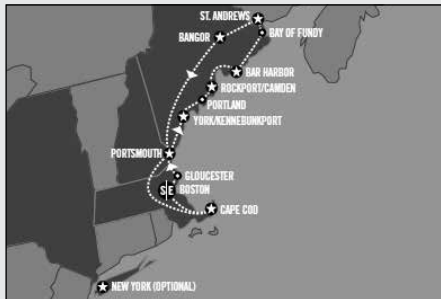 ST. ANDREWS
BANGOR
BAY OF FUNDY
BAR HARBOR
ROCKPORT/CAMDEN
PORTLAND
YORK/KENNEBUNKPORT
PORTSMOUTH
GLOUCESTER
S E BOSTON
CAPE COD
NEW YORK (OPTIONAL)